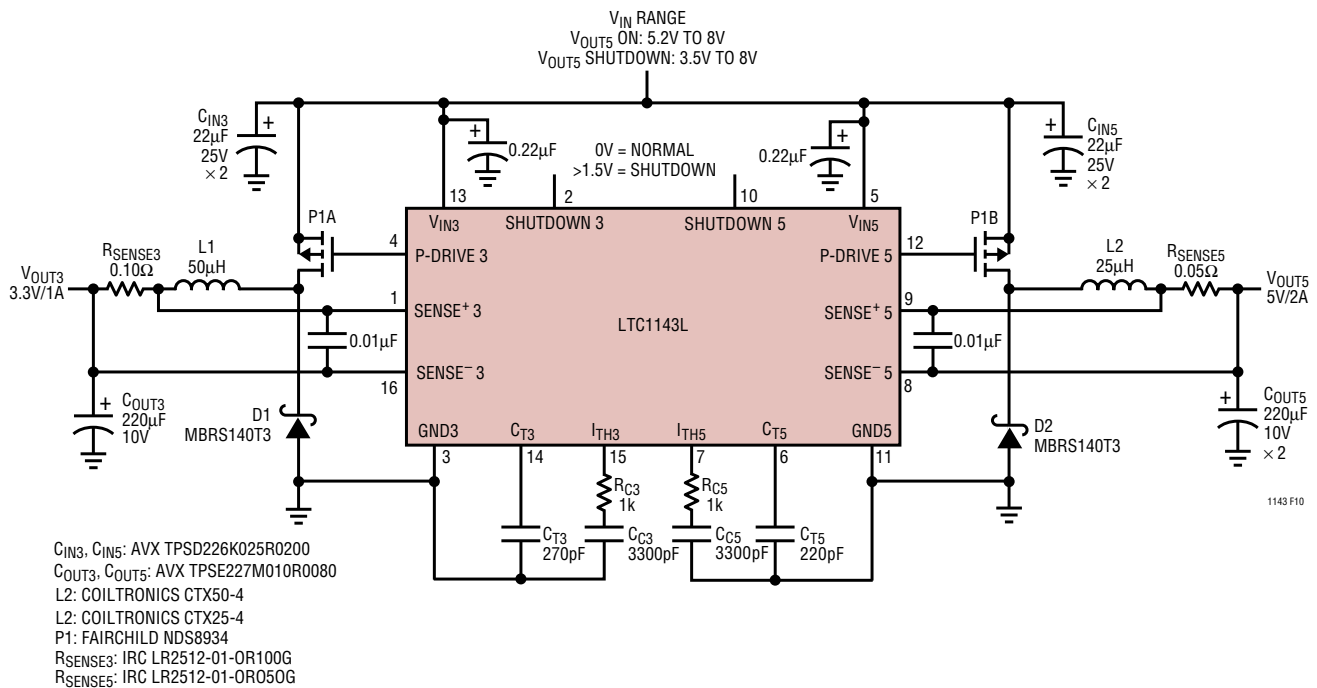 VIN RANGE
VOUT5 ON: 5.2V TO 8V
VOUT5 SHUTDOWN: 3.5V TO 8V
CIN3
22µF
25V
× 2
+
+
0.22µF
0V = NORMAL
>1.5V = SHUTDOWN
0.22µF
+
+
CIN5
22µF
25V
× 2
13
2
10
5
P1A
VIN3
SHUTDOWN 3
SHUTDOWN 5
VIN5
P1B
4
P-DRIVE 3
P-DRIVE 5
12
RSENSE3
0.10Ω
L1
50µH
L2
25µH
RSENSE5
0.05Ω
VOUT3
3.3V/1A
VOUT5
5V/2A
1
SENSE+ 3
SENSE+ 5
9
LTC1143L
0.01µF
0.01µF
16
SENSE– 3
SENSE– 5
8
+
COUT3
220µF
10V
D1
MBRS140T3
D2
MBRS140T3
+
COUT5
220µF
10V
× 2
GND3
CT3
ITH3
ITH5
CT5
GND5
3
14
15
7
6
11
RC3
1k
RC5
1k
CT3
270pF
CC3
3300pF
CC5
3300pF
CT5
220pF
1143 F10
CIN3, CIN5: AVX TPSD226K025R0200
COUT3, COUT5: AVX TPSE227M010R0080
L2: COILTRONICS CTX50-4
L2: COILTRONICS CTX25-4
P1: FAIRCHILD NDS8934
RSENSE3: IRC LR2512-01-OR100G
RSENSE5: IRC LR2512-01-OR050G